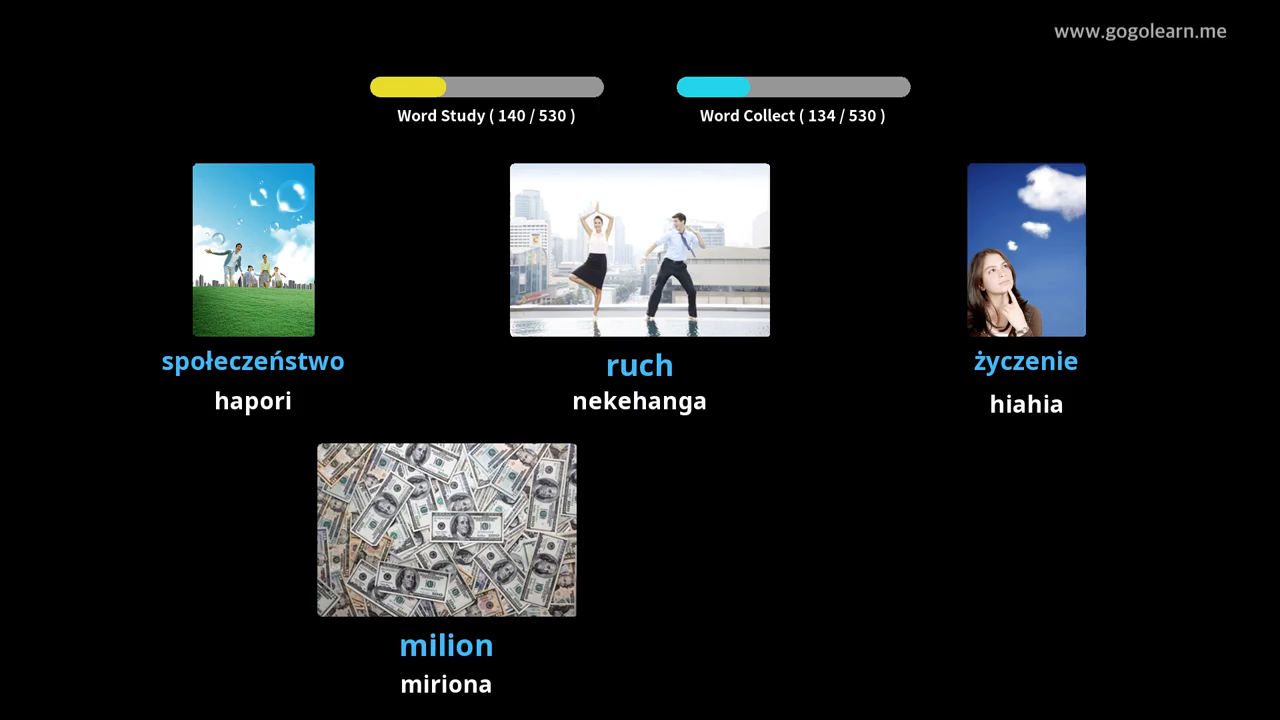 www.gogolearn.me
Word Study ( 140 / 530 )
Word Collect ( 134 / 530 )
społeczeństwo
hapori
ruch
nekehanga
życzenie
hiahia
milion
miriona